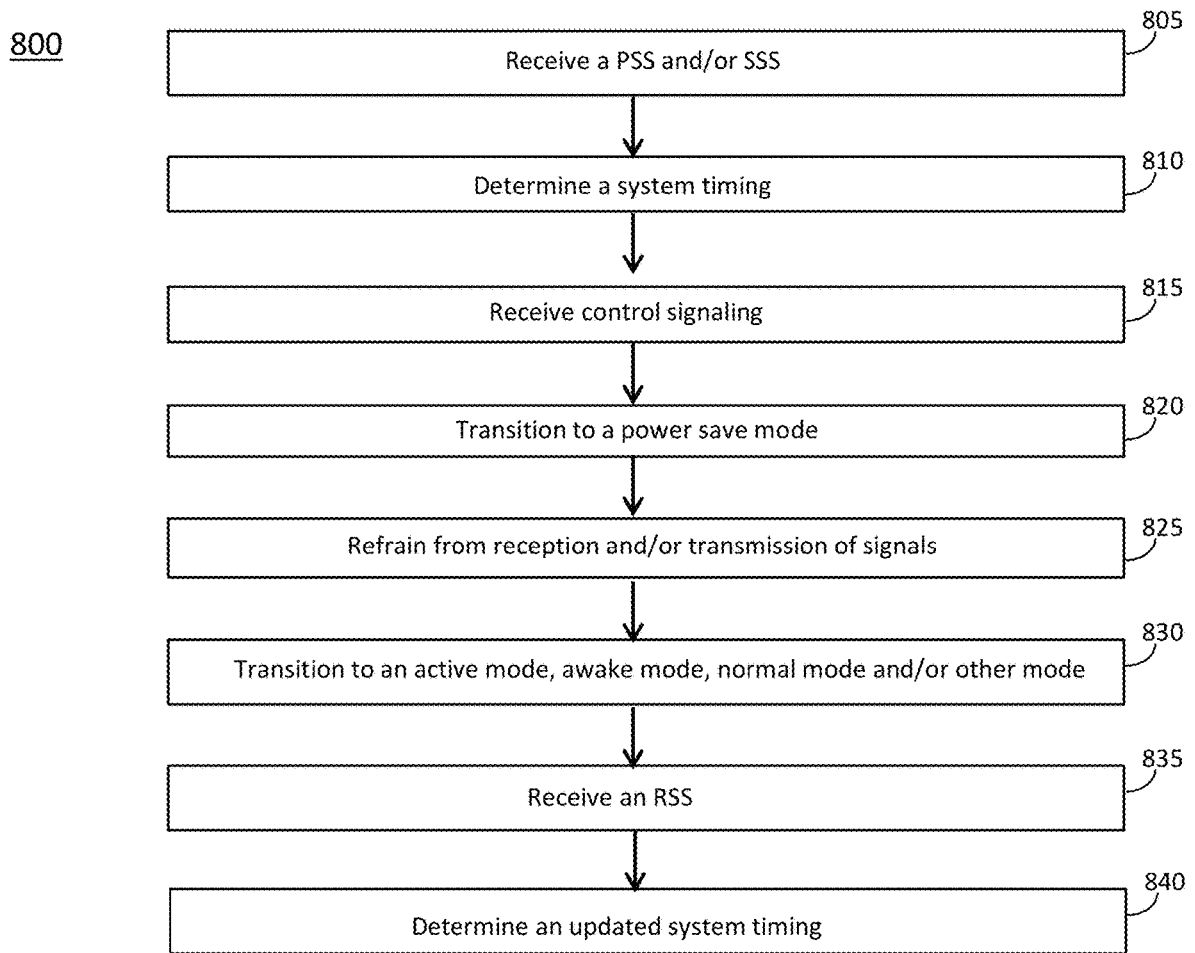 800
805
Receive a PSS and/or SSS
810
Determine a system timing
815
Receive control signaling
820
Transition to a power save mode
825
Refrain from reception and/or transmission of signals
830
Transition to an active mode, awake mode, normal mode and/or other mode
835
Receive an RSS
840
Determine an updated system timing